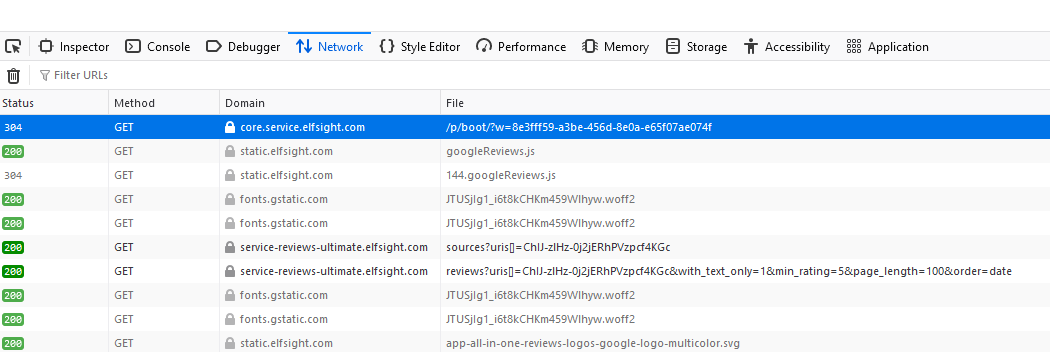 Inspector Console Debugger Network Style Editor Performance Memory Storage Accessibility Application
Filter URLs
Status Method Domain File
304 GET core.service.elfsight.com /p/boot/?w=8e3fff59-a3be-456d-8e0a-e65f07ae074f
200 GET static.elfsight.com googleReviews.js
304 GET static.elfsight.com 144.googleReviews.js
200 GET fonts.gstatic.com JTUSjIg1_i6t8kCHKm459Wlhyw.woff2
200 GET fonts.gstatic.com JTUSjIg1_i6t8kCHKm459Wlhyw.woff2
200 GET service-reviews-ultimate.elfsight.com sources?uris[]=ChIJ-zIHz-0j2jERhPVzpcf4KGc
200 GET service-reviews-ultimate.elfsight.com reviews?uris[]=ChIJ-zIHz-0j2jERhPVzpcf4KGc&with_text_only=1&min_rating=5&page_length=100&order=date
200 GET fonts.gstatic.com JTUSjIg1_i6t8kCHKm459Wlhyw.woff2
200 GET fonts.gstatic.com JTUSjIg1_i6t8kCHKm459Wlhyw.woff2
200 GET static.elfsight.com app-all-in-one-reviews-logos-google-logo-multicolor.svg